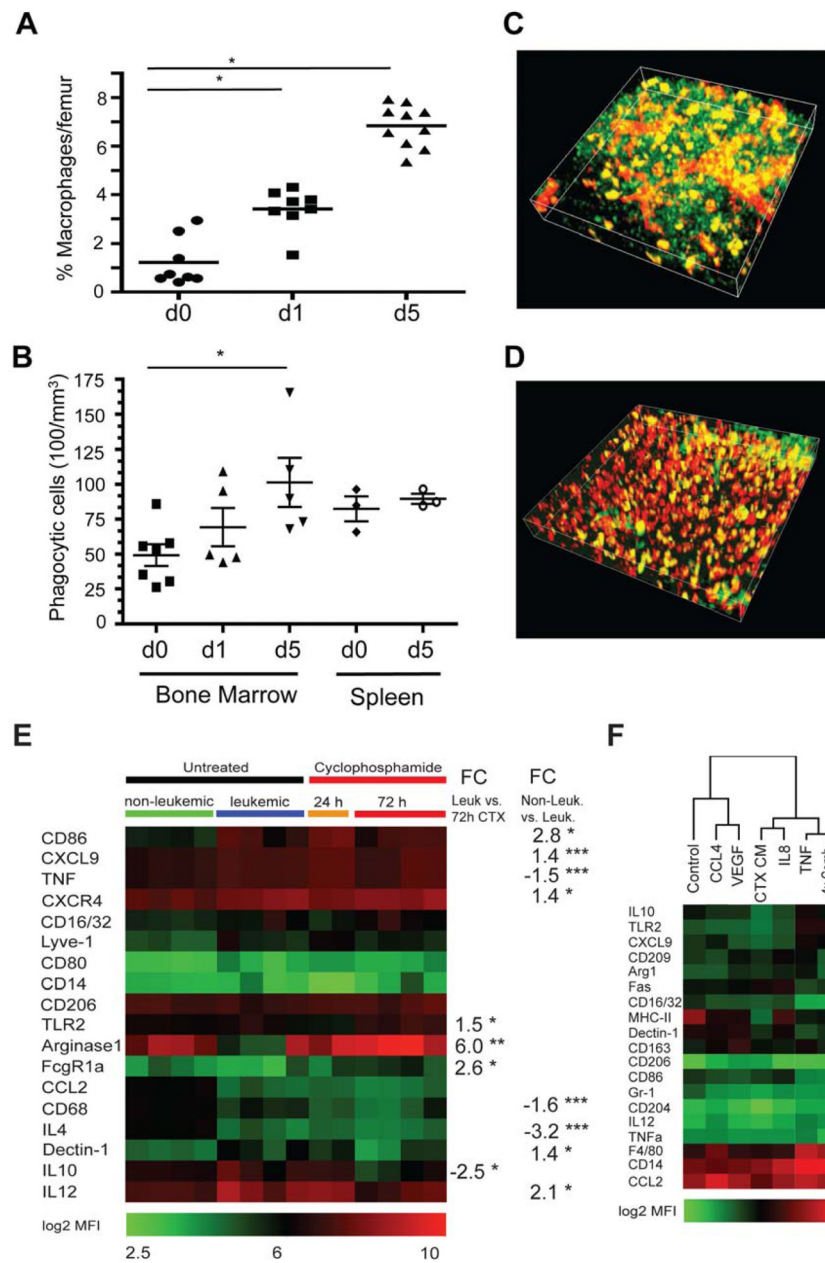 A
*
*
% Macrophages/femur
8
6
4
2
0
d0 d1 d5
B
*
Phagocytic cells (100/mm³)
175
150
125
100
75
50
25
0
d0 d1 d5 d0 d5
Bone Marrow Spleen
C
D
E
Untreated Cyclophosphamide FC FC
non-leukemic leukemic 24 h 72 h Leuk vs. 72h CTX Non-Leuk. vs. Leuk.
CD86 2.8 *
CXCL9 1.4 ***
TNF -1.5 ***
CXCR4 1.4 *
CD16/32
Lyve-1
CD80
CD14
CD206
TLR2 1.5 *
Arginase1 6.0 **
FcgR1a 2.6 *
CCL2
CD68 -1.6 ***
IL4 -3.2 ***
Dectin-1 1.4 *
IL10 -2.5 *
IL12 2.1 *
log2 MFI
2.5 6 10
F
Control CCL4 VEGF CTX CM IL8 TNF
IL10
TLR2
CXCL9
CD209
Arg1
Fas
CD16/32
MHC-II
Dectin-1
CD163
CD206
CD86
Gr-1
CD204
IL12
TNFa
F4/80
CD14
CCL2
log2 MFI